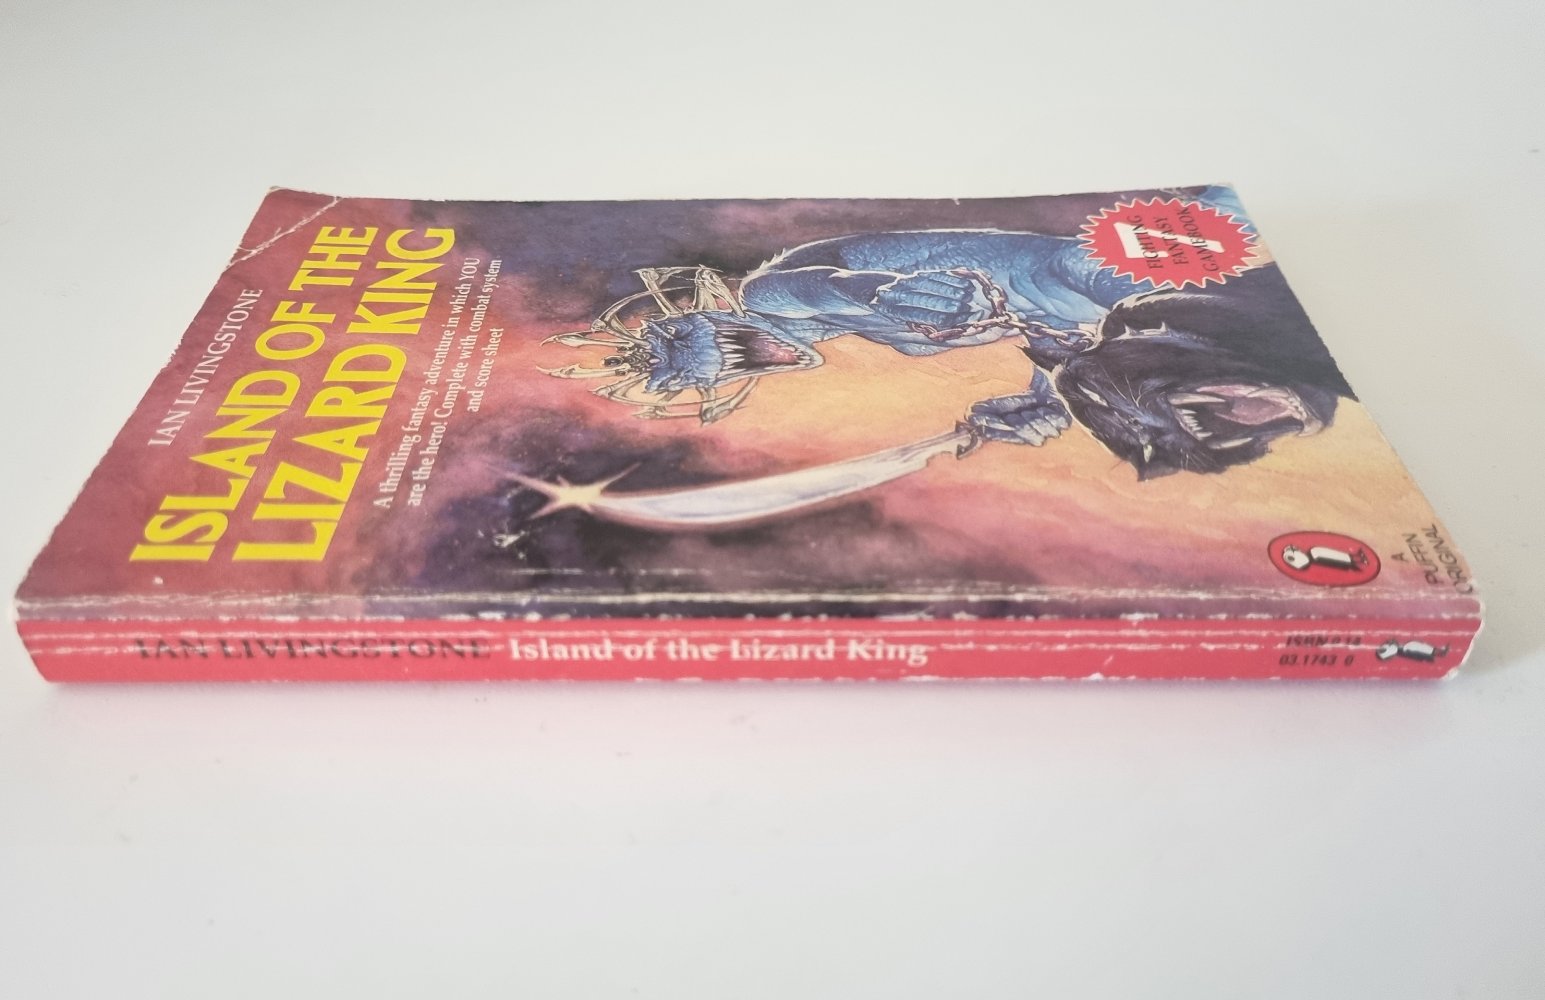 IAN LIVINGSTONE
ISLAND OF THE
LIZARD KING
A thrilling fantasy adventure in which YOU
are the hero! Complete with combat system
and score sheet
7
FIGHTING
FANTASY
GAMEBOOK
A
PUFFIN
ORIGINAL
IAN LIVINGSTONE Island of the Lizard King
ISBN 0 14
03.1743 0